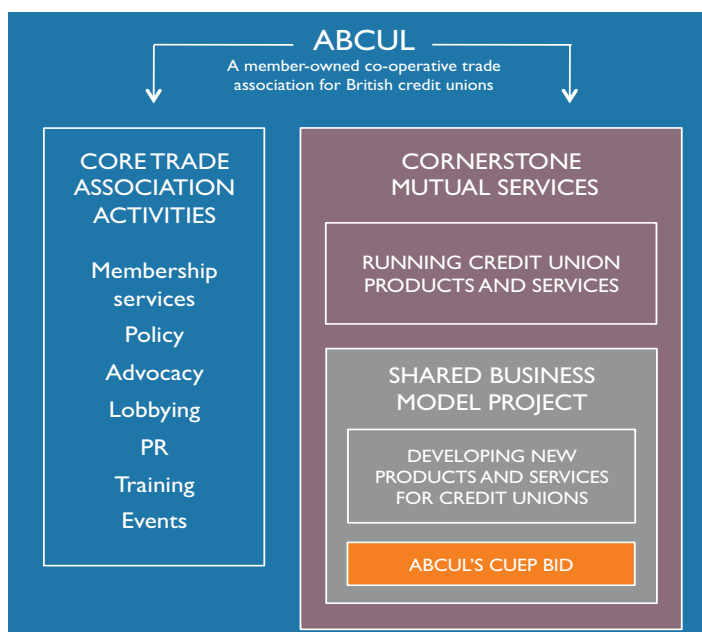 ABCUL
A member-owned co-operative trade
association for British credit unions
CORE TRADE
ASSOCIATION
ACTIVITIES
Membership
services
Policy
Advocacy
Lobbying
PR
Training
Events
CORNERSTONE
MUTUAL SERVICES
RUNNING CREDIT UNION
PRODUCTS AND SERVICES
SHARED BUSINESS
MODEL PROJECT
DEVELOPING NEW
PRODUCTS AND SERVICES
FOR CREDIT UNIONS
ABCUL'S CUEP BID